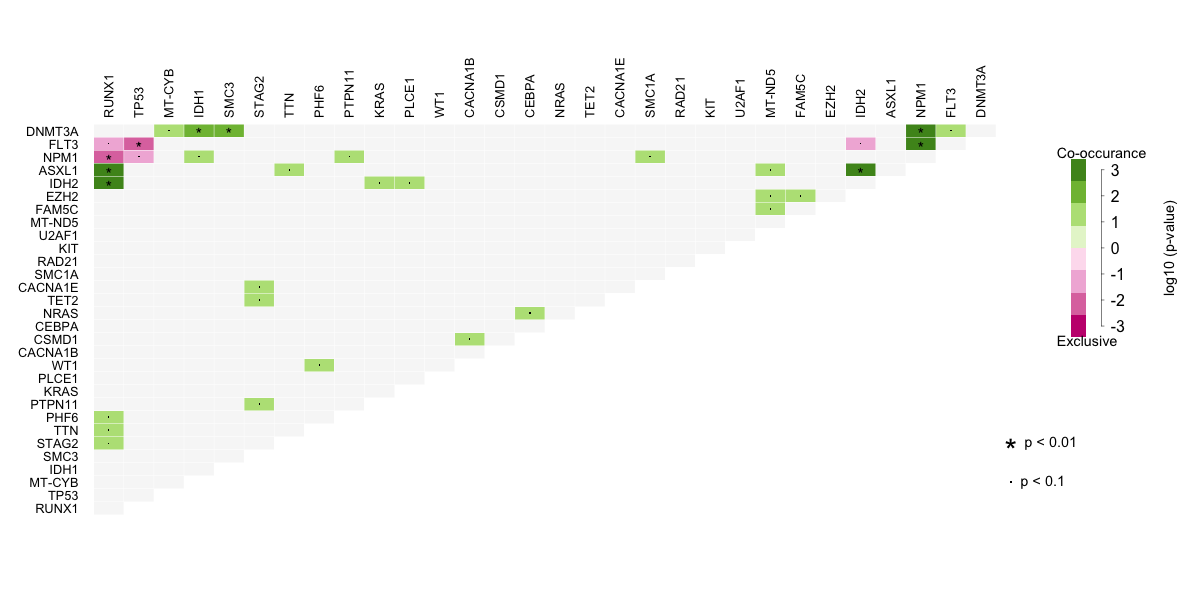 RUNX1
TP53
MT-CYB
IDH1
SMC3
STAG2
TTN
PHF6
PTPN11
KRAS
PLCE1
WT1
CACNA1B
CSMD1
CEBPA
NRAS
TET2
CACNA1E
SMC1A
RAD21
KIT
U2AF1
MT-ND5
FAM5C
EZH2
IDH2
ASXL1
NPM1
FLT3
DNMT3A
DNMT3A . * * * .
FLT3 . * . *
NPM1 * . . . .
ASXL1 * . . *
IDH2 * . .
EZH2 . .
FAM5C .
MT-ND5
U2AF1
KIT
RAD21
SMC1A
CACNA1E .
TET2 .
NRAS .
CEBPA
CSMD1 .
CACNA1B
WT1 .
PLCE1
KRAS
PTPN11 .
PHF6 .
TTN .
STAG2 .
SMC3
IDH1
MT-CYB
TP53
RUNX1
Co-occurance
3
2
1
0
-1
-2
-3
Exclusive
log10 (p-value)
* p < 0.01
. p < 0.1